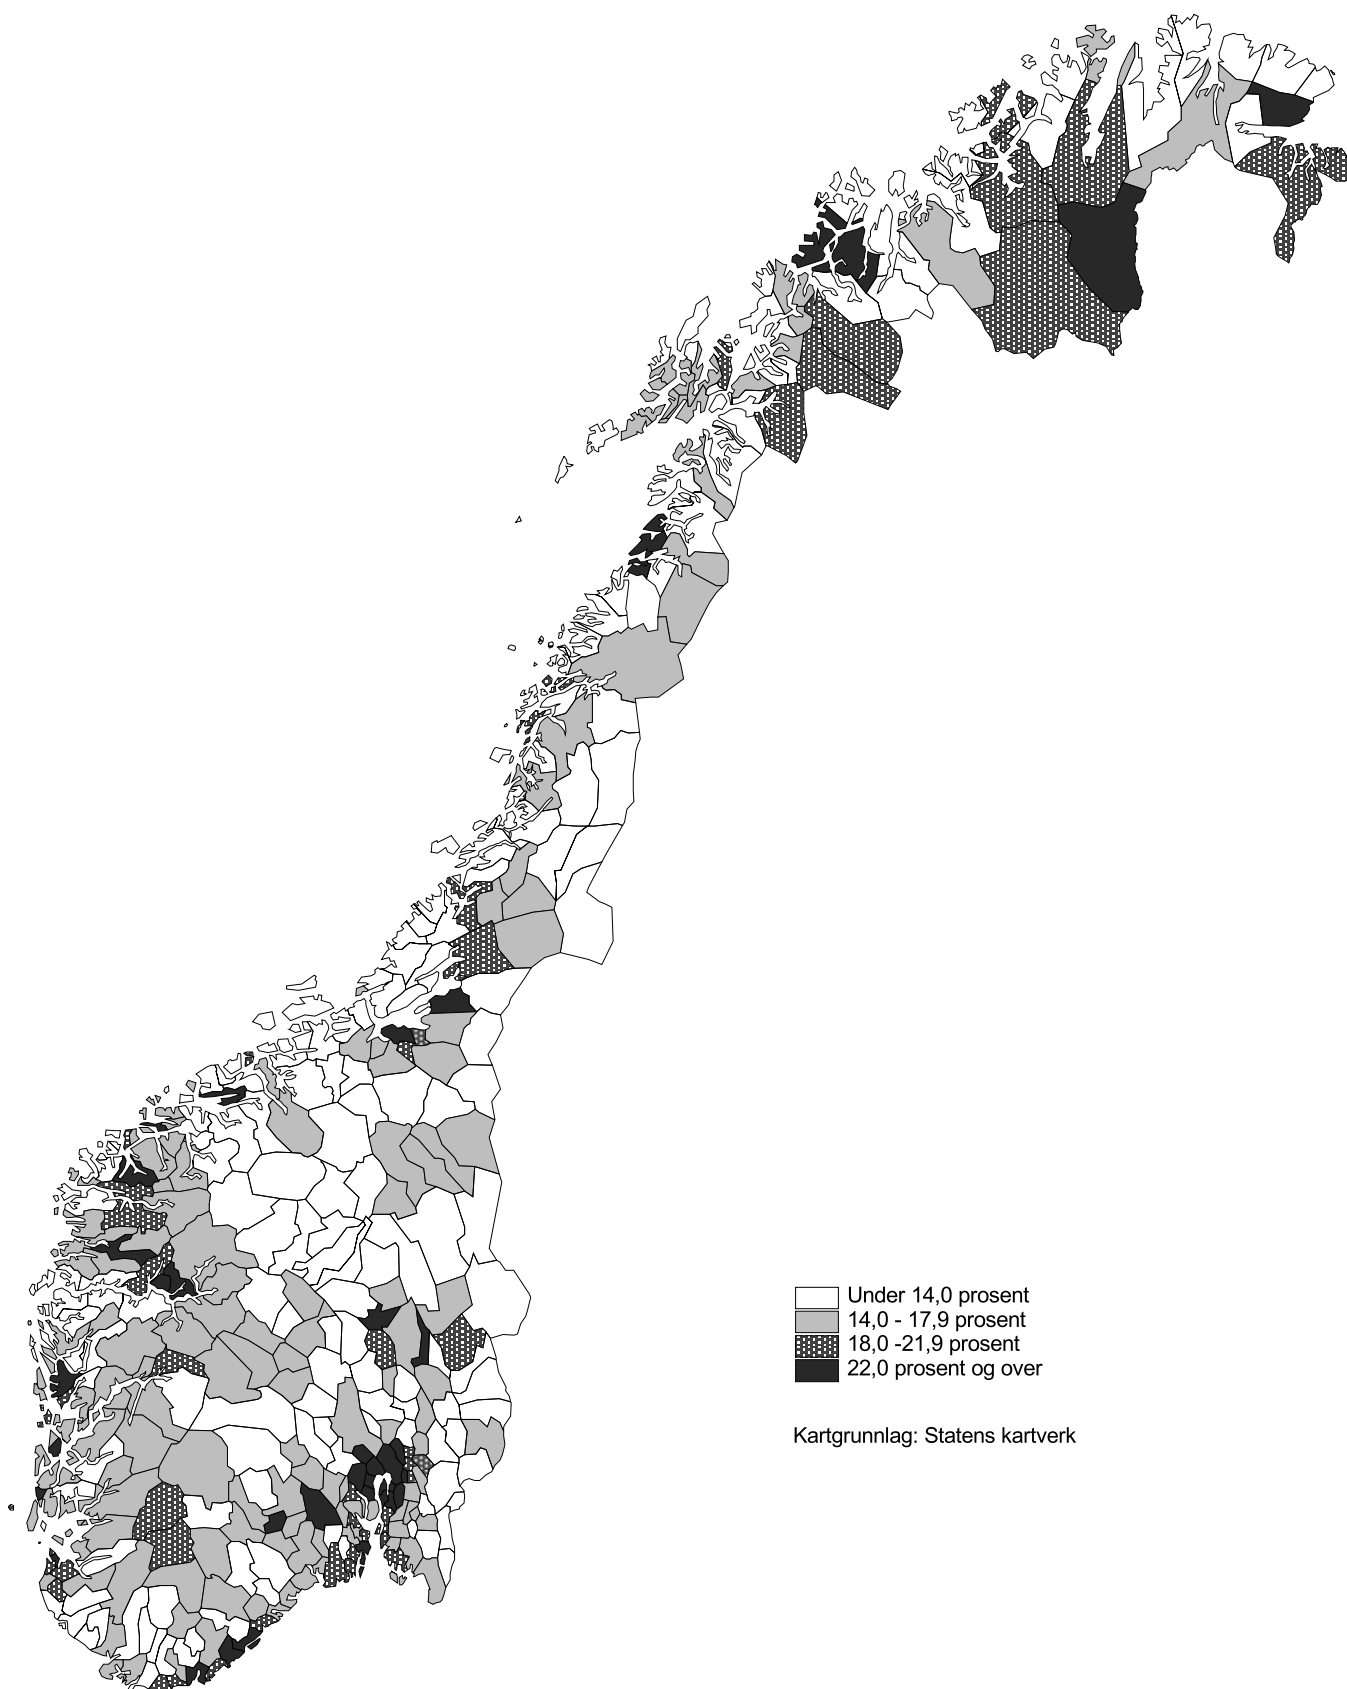 Under 14,0 prosent
14,0 - 17,9 prosent
18,0 -21,9 prosent
22,0 prosent og over
Kartgrunnlag: Statens kartverk